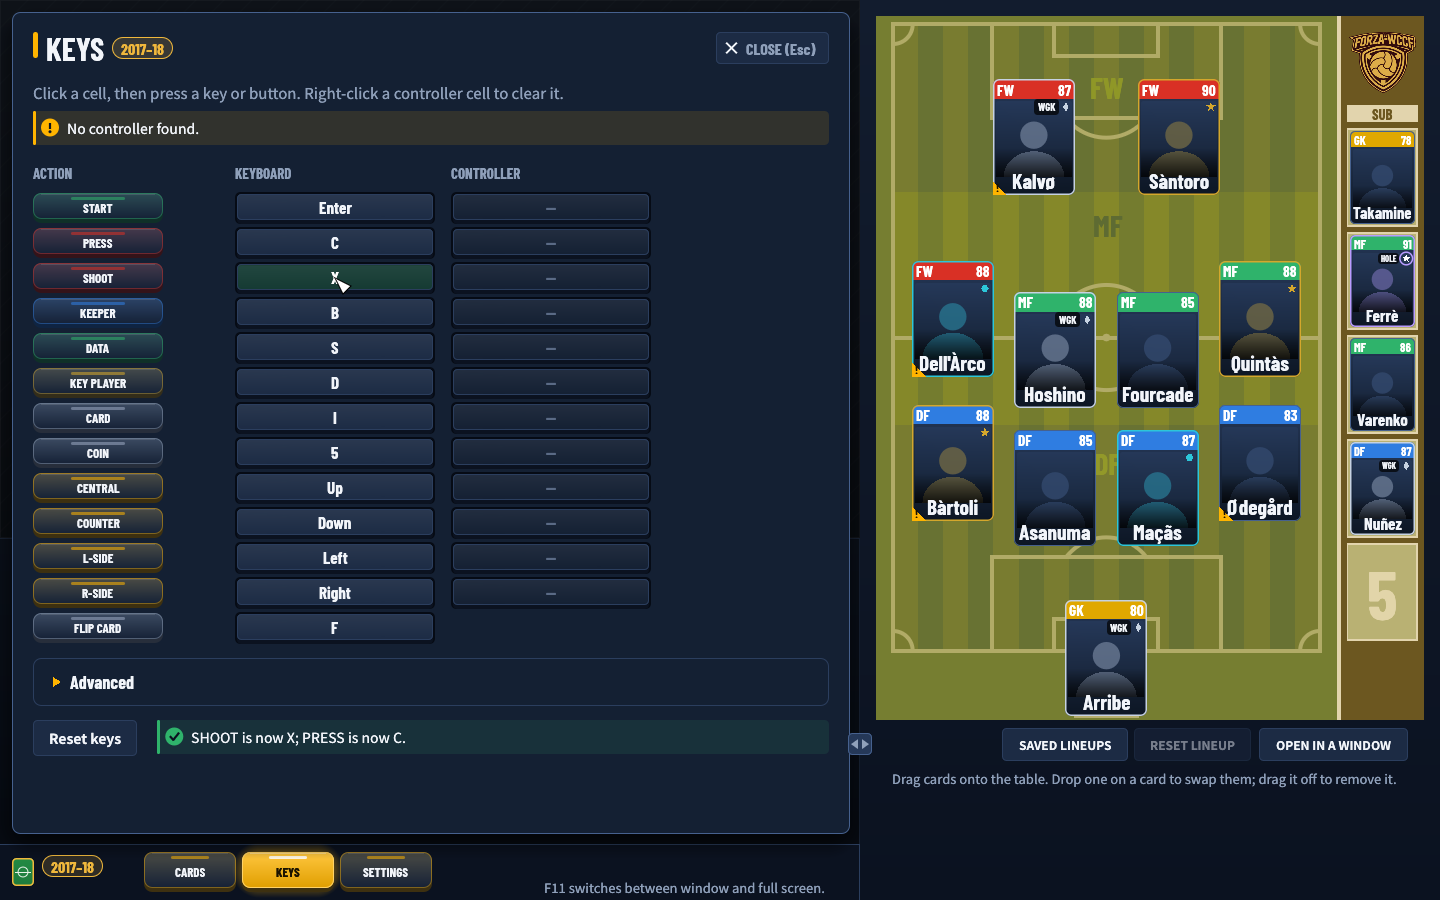 KEYS 2017-18
CLOSE (Esc)
Click a cell, then press a key or button. Right-click a controller cell to clear it.
No controller found.
ACTION KEYBOARD CONTROLLER
START Enter —
PRESS C —
SHOOT X —
KEEPER B —
DATA S —
KEY PLAYER D —
CARD I —
COIN 5 —
CENTRAL Up —
COUNTER Down —
L-SIDE Left —
R-SIDE Right —
FLIP CARD F
Advanced
Reset keys
SHOOT is now X; PRESS is now C.
2017-18
CARDS
KEYS
SETTINGS
F11 switches between window and full screen.
FW
FW 87
WGK
Kalvø
FW 90
Sàntoro
MF
FW 88
Dell'Àrco
MF 88
WGK
Hoshino
MF 85
Fourcade
MF 88
Quintàs
DF
DF 88
Bàrtoli
DF 85
Asanuma
DF 87
Maçãs
DF 83
Ødegård
GK 80
WGK
Arribe
FORZA-WCCF
SUB
GK 78
Takamine
MF 91
HOLE
Ferrè
MF 86
Varenko
DF 87
WGK
Nuñez
5
SAVED LINEUPS
RESET LINEUP
OPEN IN A WINDOW
Drag cards onto the table. Drop one on a card to swap them; drag it off to remove it.